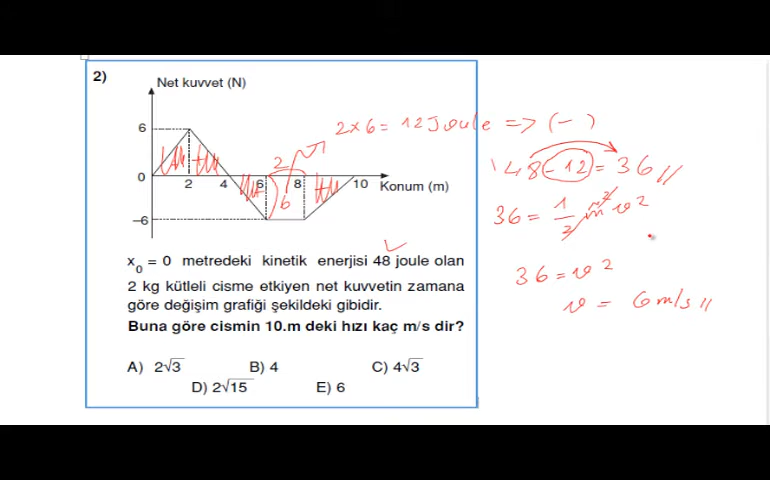 2)
Net kuvvet (N)
6
0
2
4
6
8
10
Konum (m)
−6
2
6
2x6=12 Joule => (-)
48-12=36//
36= 1/2 m v²
2
36=v²
v = 6m/s //
x₀ = 0 metredeki kinetik enerjisi 48 joule olan
2 kg kütleli cisme etkiyen net kuvvetin zamana
göre değişim grafiği şekildeki gibidir.
Buna göre cismin 10.m deki hızı kaç m/s dir?
A) 2√3 B) 4 C) 4√3
D) 2√15 E) 6